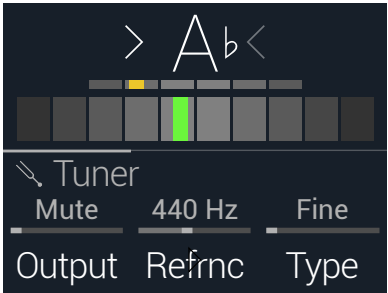 > A♭ <
Tuner
Mute 440 Hz Fine
Output Refrnc Type